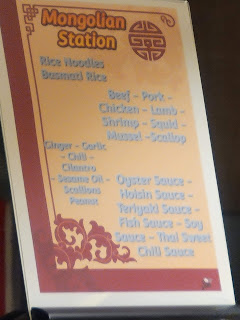 Mongolian
Station
Rice Noodles
Basmati Rice
Beef - Pork -
Chicken - Lamb -
Shrimp - Squid -
Mussel - Scallop
Ginger - Garlic
- Chili -
Cilantro
- Sesame Oil -
Scallions
Peanut
Oyster Sauce -
Hoisin Sauce -
Teriyaki Sauce -
Fish Sauce - Soy
Sauce - Thai Sweet
Chili Sauce